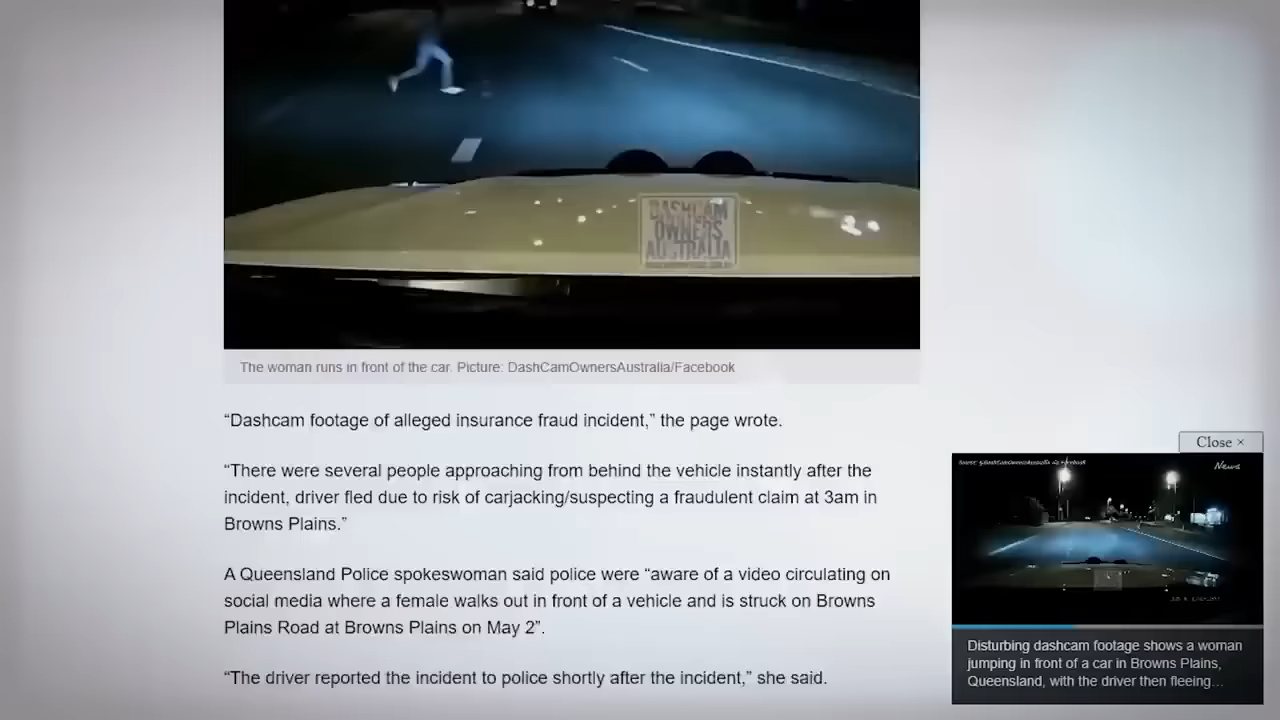 DASHCAM
OWNERS
AUSTRALIA
The woman runs in front of the car. Picture: DashCamOwnersAustralia/Facebook
“Dashcam footage of alleged insurance fraud incident,” the page wrote.
“There were several people approaching from behind the vehicle instantly after the
incident, driver fled due to risk of carjacking/suspecting a fraudulent claim at 3am in
Browns Plains.”
A Queensland Police spokeswoman said police were “aware of a video circulating on
social media where a female walks out in front of a vehicle and is struck on Browns
Plains Road at Browns Plains on May 2”.
“The driver reported the incident to police shortly after the incident,” she said.
Close ×
News
Disturbing dashcam footage shows a woman
jumping in front of a car in Browns Plains,
Queensland, with the driver then fleeing...